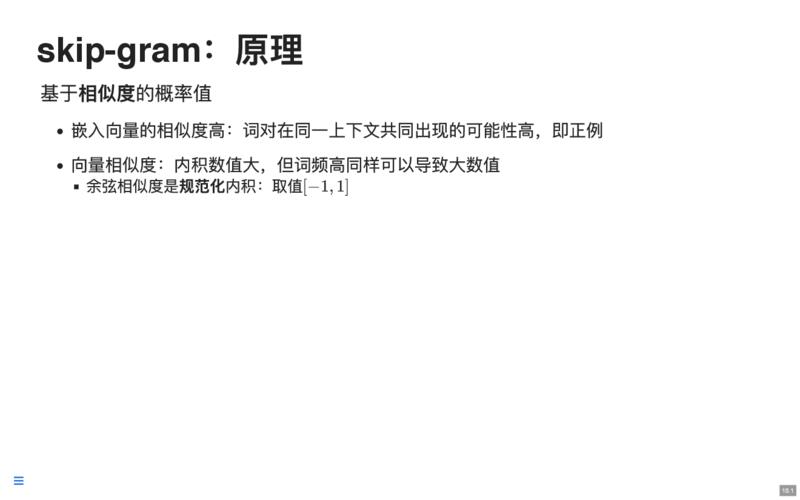 skip-gram：原理
基于相似度的概率值
• 嵌入向量的相似度高：词对在同一上下文共同出现的可能性高，即正例
• 向量相似度：内积数值大，但词频高同样可以导致大数值
▪ 余弦相似度是规范化内积：取值[−1, 1]
15.1